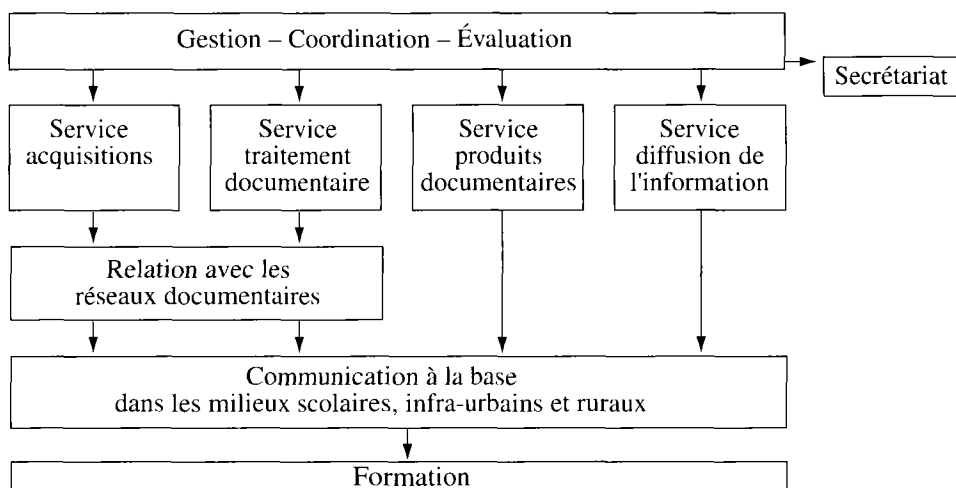 Gestion – Coordination – Évaluation
Secrétariat
Service
acquisitions
Service
traitement
documentaire
Service
produits
documentaires
Service
diffusion de
l'information
Relation avec les
réseaux documentaires
Communication à la base
dans les milieux scolaires, infra-urbains et ruraux
Formation